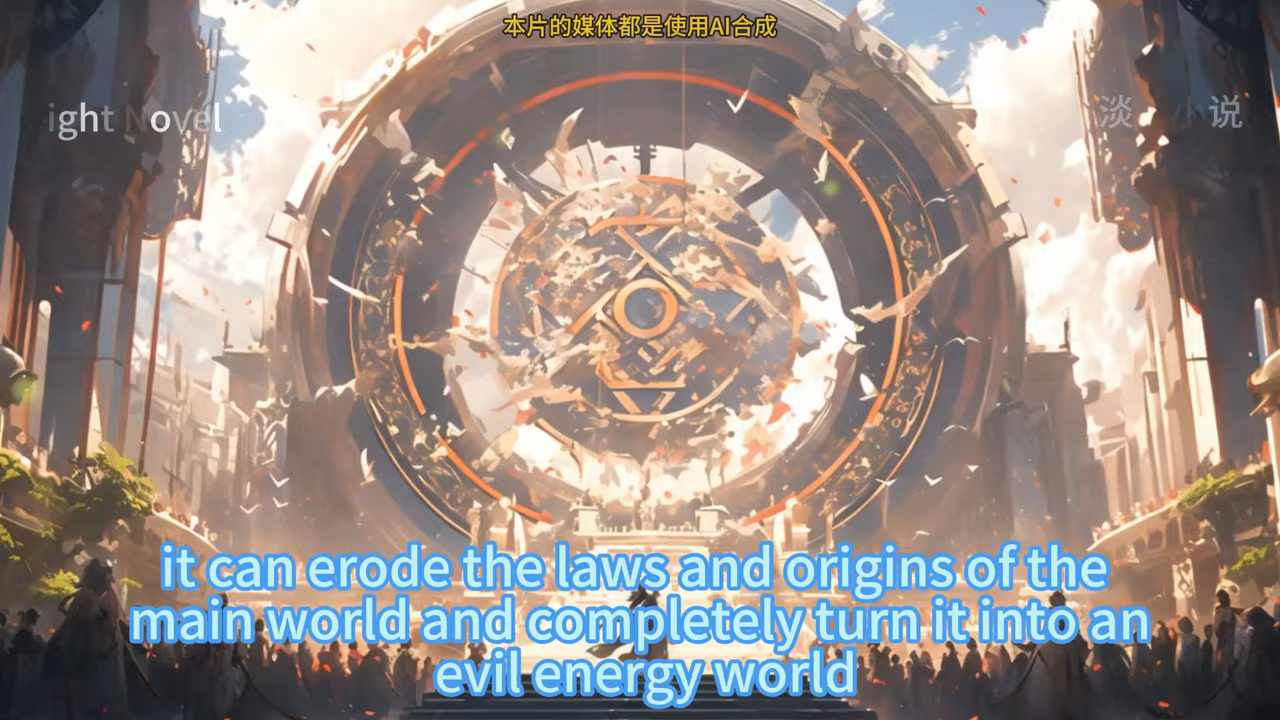 本片的媒体都是使用AI合成
ight Novel
淡 小说
it can erode the laws and origins of the
main world and completely turn it into an
evil energy world